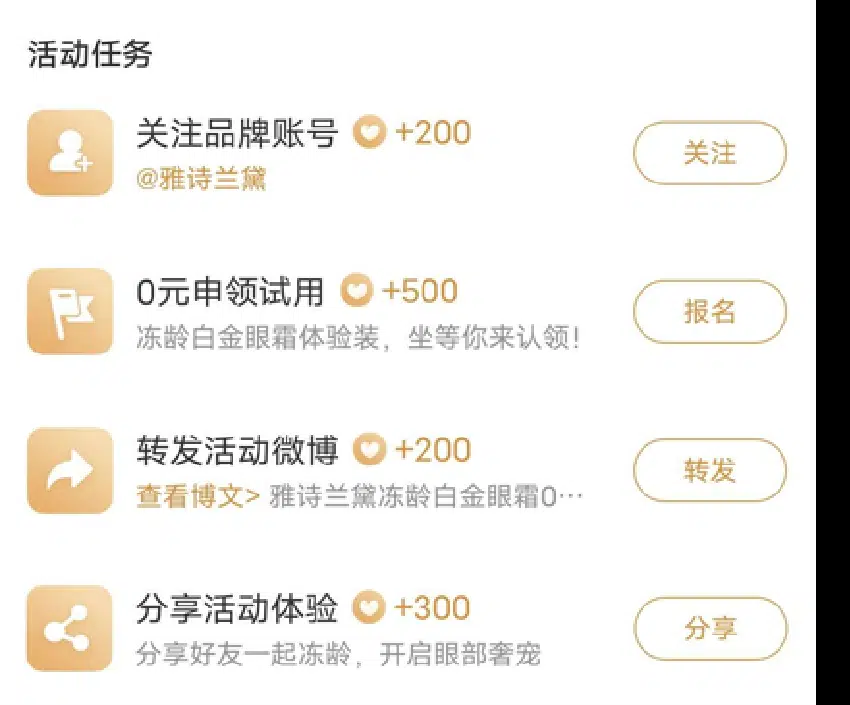 活动任务
关注品牌账号 +200
@雅诗兰黛
关注
0元申领试用 +500
冻龄白金眼霜体验装，坐等你来认领！
报名
转发活动微博 +200
查看博文> 雅诗兰黛冻龄白金眼霜0…
转发
分享活动体验 +300
分享好友一起冻龄，开启眼部奢宠
分享